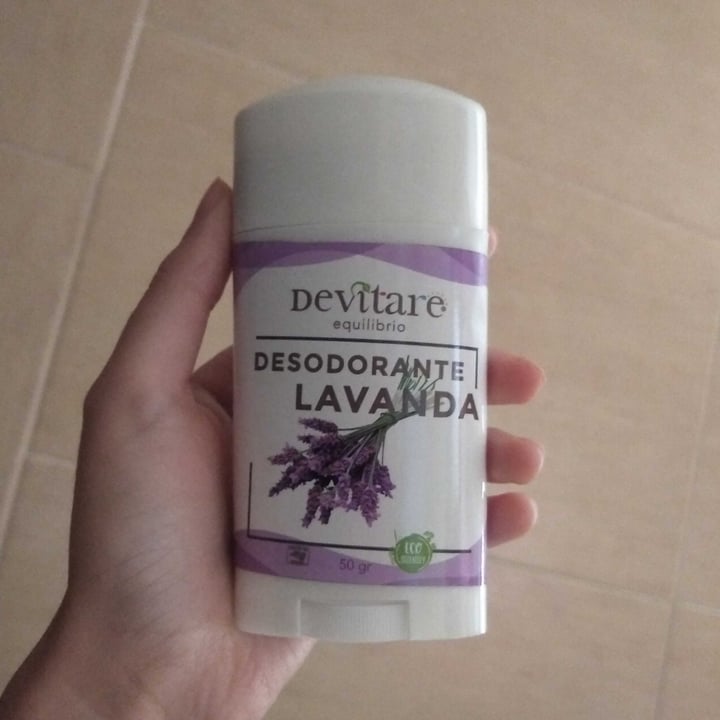 Devitare
equilibrio
DESODORANTE
LAVANDA
ECO
50 gr